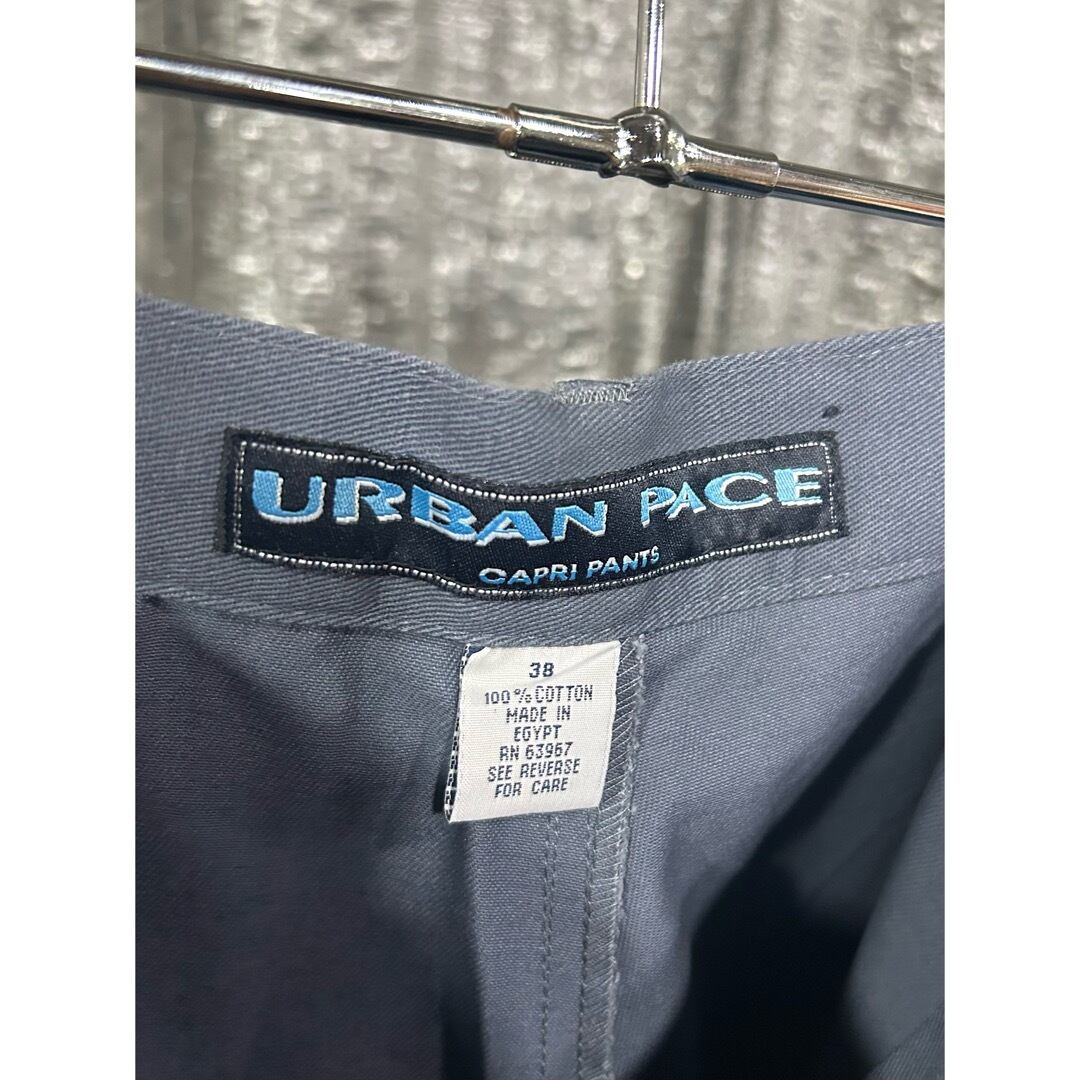 URBAN PACE
CAPRI PANTS
38
100% COTTON
MADE IN
EGYPT
RN 63967
SEE REVERSE
FOR CARE